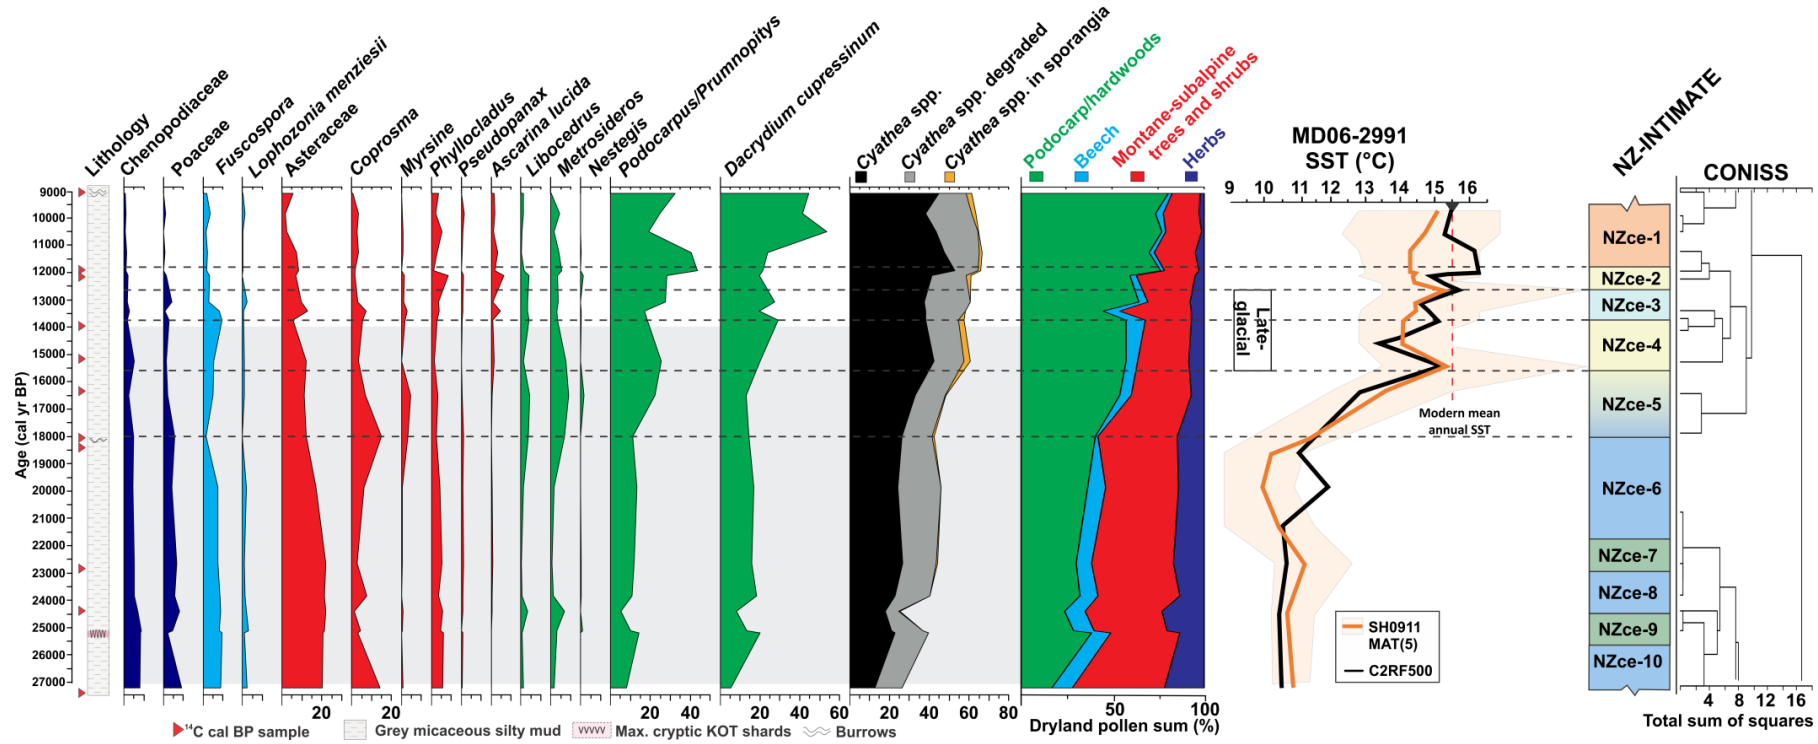 Lithology
Chenopodiaceae
Poaceae
Fuscospora
Lophozonia menziesii
Asteraceae
Coprosma
Myrsine
Phyllocladus
Pseudopanax
Ascarina lucida
Libocedrus
Metrosideros
Nestegis
Podocarpus/Prumnopitys
Dacrydium cupressinum
Cyathea spp.
Cyathea spp. degraded
Cyathea spp. in sporangia
Podocarp/hardwoods
Beech
Montane-subalpine
trees and shrubs
Herbs
MD06-2991
SST (°C)
9 10 11 12 13 14 15 16
NZ-INTIMATE
CONISS
Age (cal yr BP)
9000
10000
11000
12000
13000
14000
15000
16000
17000
18000
19000
20000
21000
22000
23000
24000
25000
26000
27000
Late-
glacial
Modern mean
annual SST
SH0911
MAT(5)
C2RF500
NZce-1
NZce-2
NZce-3
NZce-4
NZce-5
NZce-6
NZce-7
NZce-8
NZce-9
NZce-10
20 20 20 40 20 40 60 20 40 60 80 50 100 4 8 12 16
Dryland pollen sum (%)
Total sum of squares
14C cal BP sample
Grey micaceous silty mud
Max. cryptic KOT shards
Burrows